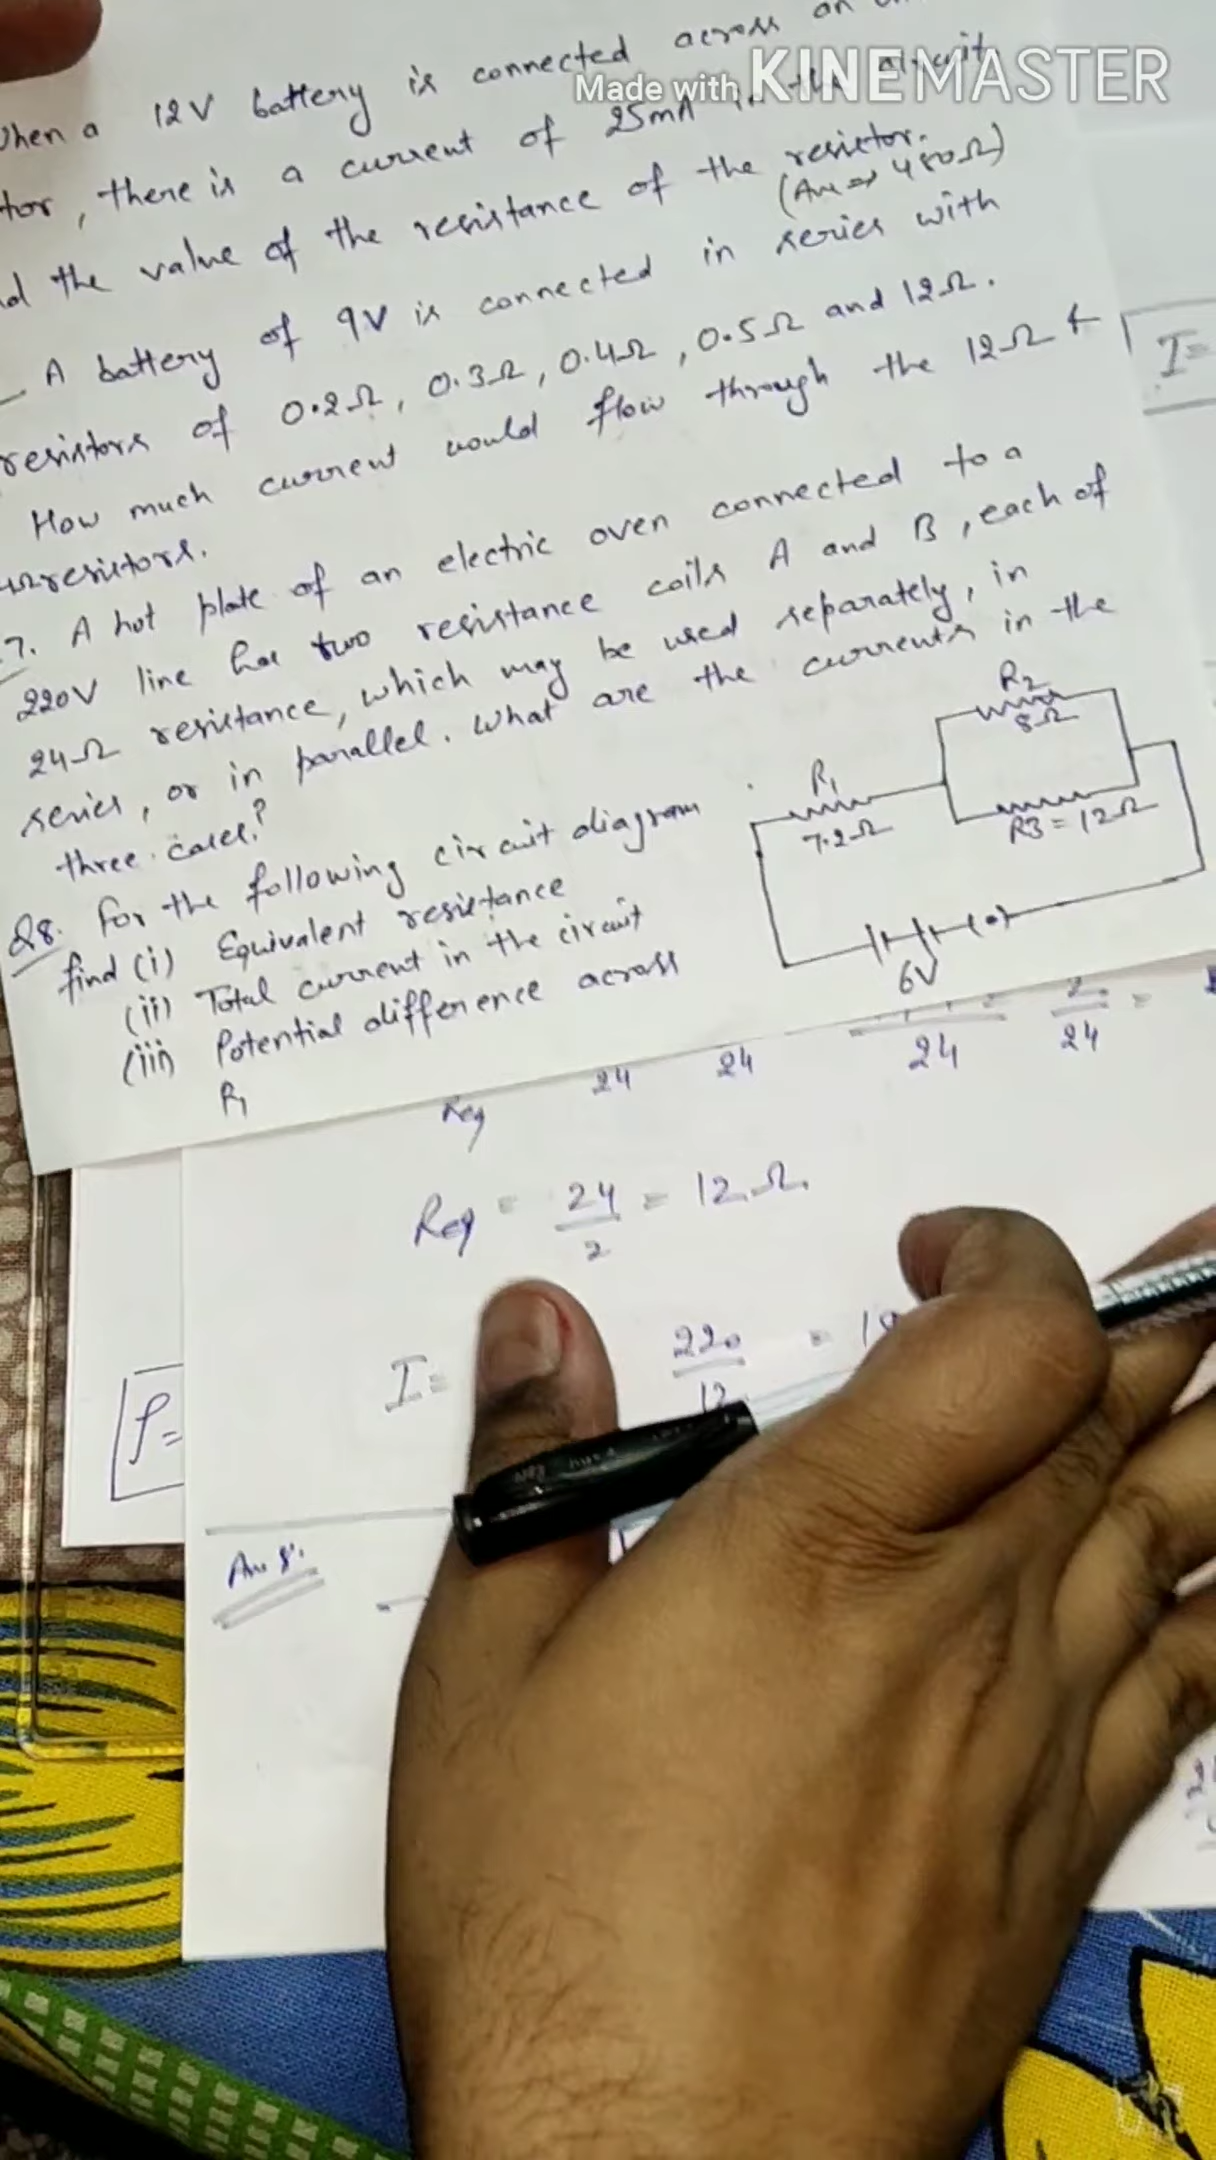 Made with KINEMASTER
When a 12V battery is connected across an
tor, there is a current of 25mA in the circuit.
the value of the resistance of the resistor.
(Ans => 480Ω)
A battery of 9V is connected in series with
resistors of 0.2Ω, 0.3Ω, 0.4Ω, 0.5Ω and 12Ω.
How much current would flow through the 12Ω
resistors.
7. A hot plate of an electric oven connected to a
220V line has two resistance coils A and B, each of
24Ω resistance, which may be used separately, in
series, or in parallel. What are the currents in the
three cases?
Q8. For the following circuit diagram
find (i) Equivalent resistance
(ii) Total current in the circuit
(iii) Potential difference across
R1
R2
8Ω
R1
7.2Ω
R3 = 12Ω
6V
I=
Req 24 24 24 24
Req = 24/2 = 12Ω.
I= 220/12 =
ρ=
Ans 8.